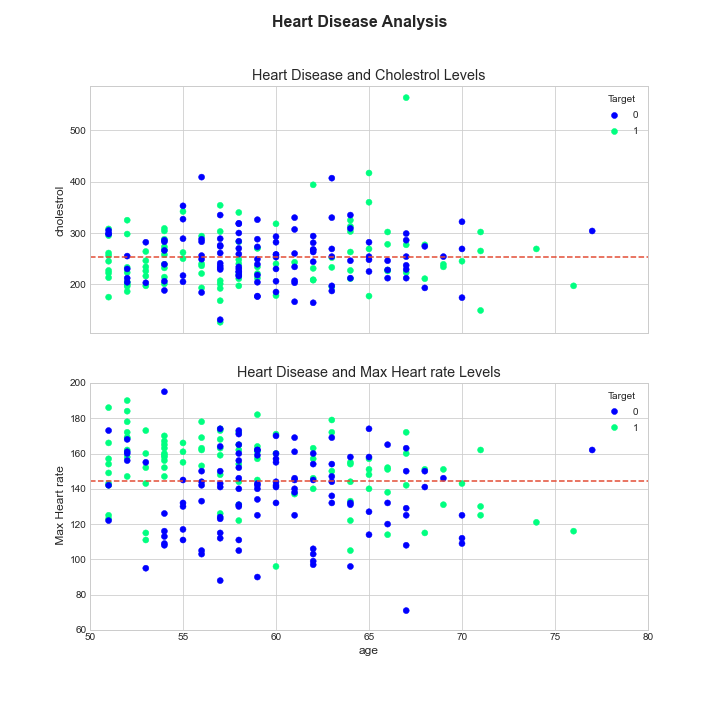 Heart Disease Analysis
Heart Disease and Cholestrol Levels
Target
0
1
cholestrol
500
400
300
200
Heart Disease and Max Heart rate Levels
Target
0
1
Max Heart rate
200
180
160
140
120
100
80
60
50 55 60 65 70 75 80
age